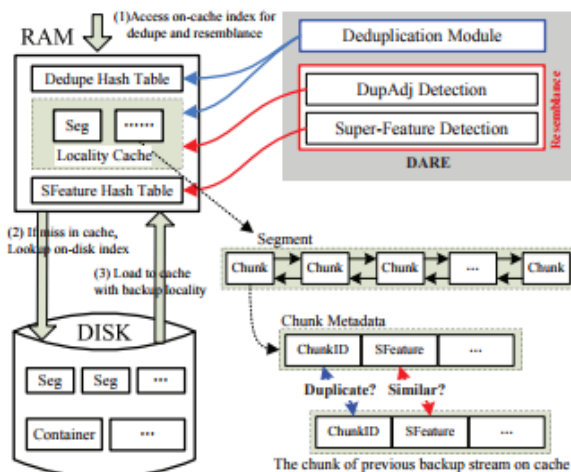 (1)Access on-cache index for
dedupe and resemblance
RAM
Deduplication Module
Dedupe Hash Table
DupAdj Detection
Seg
......
Super-Feature Detection
Resemblance
Locality Cache
DARE
SFeature Hash Table
(2) If miss in cache,
Lookup on-disk index
(3) Load to cache
with backup locality
Segment
Chunk
Chunk
Chunk
...
Chunk
DISK
Chunk Metadata
ChunkID
SFeature
...
Seg
Seg
...
Duplicate?
Similar?
Container
...
ChunkID
SFeature
...
The chunk of previous backup stream on cache